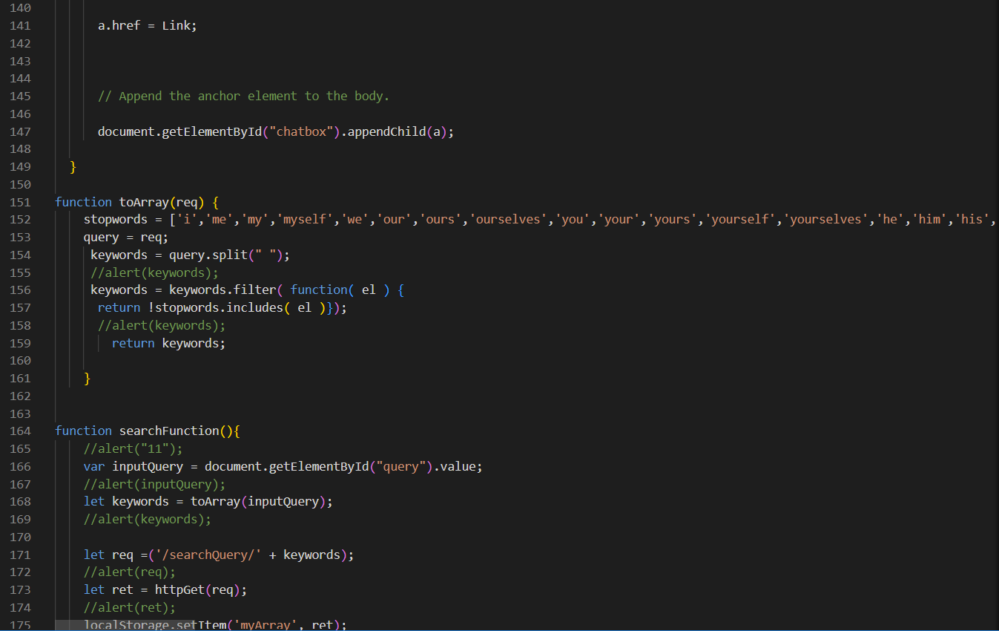 140
141 a.href = Link;
142
143
144
145 // Append the anchor element to the body.
146
147 document.getElementById("chatbox").appendChild(a);
148
149 }
150
151 function toArray(req) {
152 stopwords = ['i','me','my','myself','we','our','ours','ourselves','you','your','yours','yourself','yourselves','he','him','his',
153 query = req;
154 keywords = query.split(" ");
155 //alert(keywords);
156 keywords = keywords.filter( function( el ) {
157 return !stopwords.includes( el )});
158 //alert(keywords);
159 return keywords;
160
161 }
162
163
164 function searchFunction(){
165 //alert("11");
166 var inputQuery = document.getElementById("query").value;
167 //alert(inputQuery);
168 let keywords = toArray(inputQuery);
169 //alert(keywords);
170
171 let req =('/searchQuery/' + keywords);
172 //alert(req);
173 let ret = httpGet(req);
174 //alert(ret);
175 localStorage.setItem('myArray', ret);